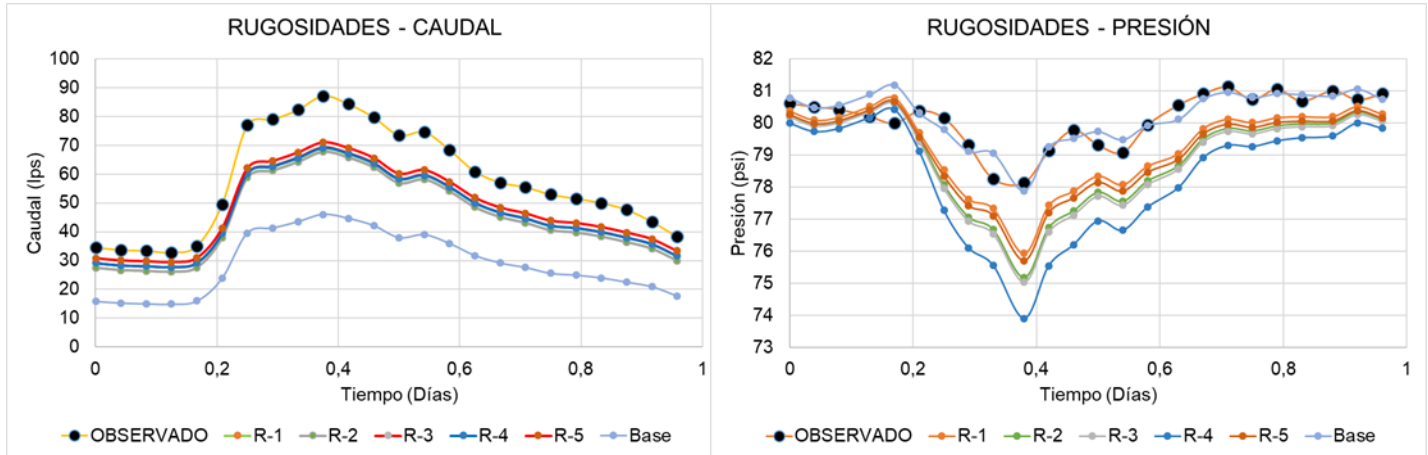 RUGOSIDADES - CAUDAL
Caudal (lps)
100
90
80
70
60
50
40
30
20
10
0
0 0,2 0,4 0,6 0,8 1
Tiempo (Días)
OBSERVADO R-1 R-2 R-3 R-4 R-5 Base
RUGOSIDADES - PRESIÓN
Presión (psi)
82
81
80
79
78
77
76
75
74
73
0 0,2 0,4 0,6 0,8 1
Tiempo (Días)
OBSERVADO R-1 R-2 R-3 R-4 R-5 Base